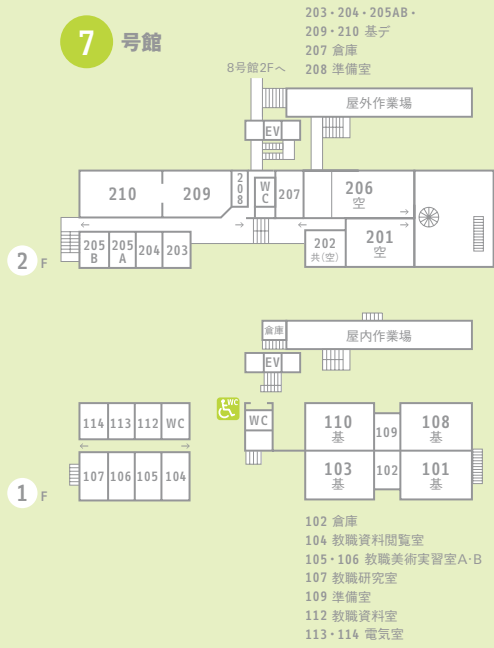 7 号館
203・204・205AB・
209・210 基デ
207 倉庫
208 準備室
8号館2Fへ
屋外作業場
EV
210
209
208
WC
207
206
空
205
B
205
A
204
203
202
共(空)
201
空
2F
倉庫
屋内作業場
EV
WC
114
113
112
WC
WC
110
基
109
108
基
107
106
105
104
103
基
102
101
基
1F
102 倉庫
104 教職資料閲覧室
105・106 教職美術実習室A・B
107 教職研究室
109 準備室
112 教職資料室
113・114 電気室